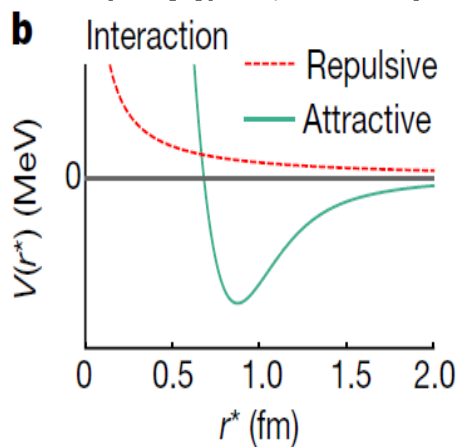 b
Interaction
Repulsive
Attractive
V(r*) (MeV)
0
0 0.5 1.0 1.5 2.0
r* (fm)